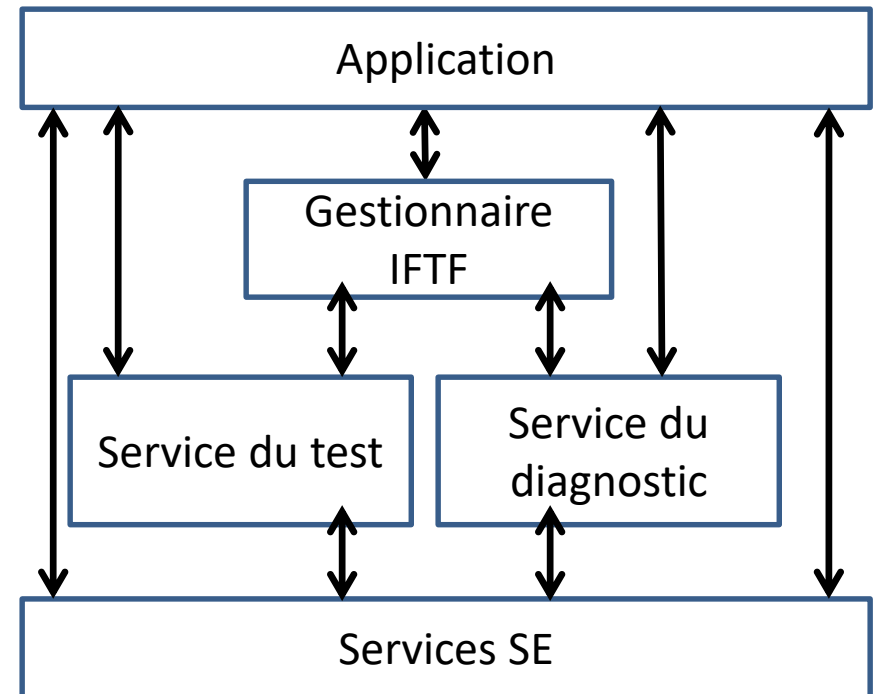 Application
Gestionnaire
IFTF
Service du test
Service du
diagnostic
Services SE